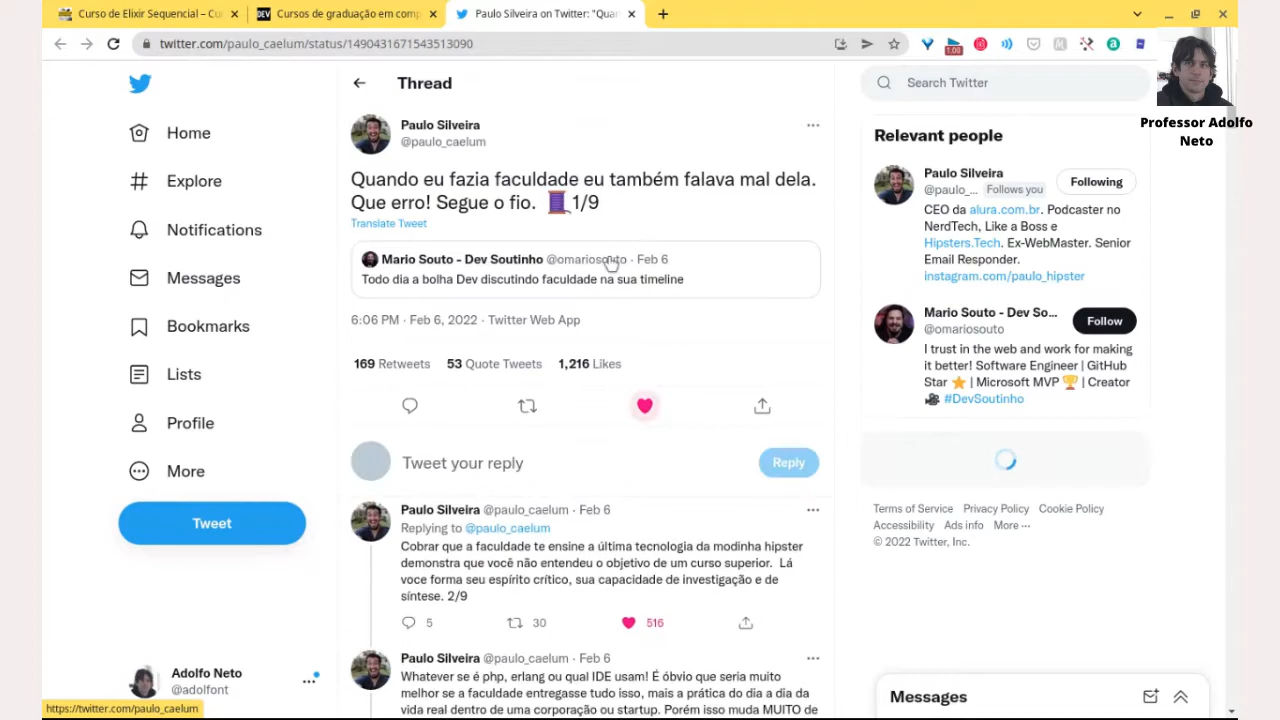 Curso de Elixir Sequencial – Cu
DEV
Cursos de graduação em comp
Paulo Silveira on Twitter: "Quan
twitter.com/paulo_caelum/status/1490431671543513090
1.00
Professor Adolfo
Neto
Home
Explore
Notifications
Messages
Bookmarks
Lists
Profile
More
Tweet
Adolfo Neto
@adolfont
https://twitter.com/paulo_caelum
Thread
Paulo Silveira
@paulo_caelum
Quando eu fazia faculdade eu também falava mal dela.
Que erro! Segue o fio. 🧵1/9
Translate Tweet
Mario Souto - Dev Soutinho @omariosouto · Feb 6
Todo dia a bolha Dev discutindo faculdade na sua timeline
6:06 PM · Feb 6, 2022 · Twitter Web App
169 Retweets 53 Quote Tweets 1,216 Likes
Tweet your reply
Reply
Paulo Silveira @paulo_caelum · Feb 6
Replying to @paulo_caelum
Cobrar que a faculdade te ensine a última tecnologia da modinha hipster
demonstra que você não entendeu o objetivo de um curso superior. Lá
voce forma seu espírito crítico, sua capacidade de investigação e de
síntese. 2/9
5 30 516
Paulo Silveira @paulo_caelum · Feb 6
Whatever se é php, erlang ou qual IDE usam! É óbvio que seria muito
melhor se a faculdade entregasse tudo isso, mais a prática do dia a dia da
vida real dentro de uma corporação ou startup. Porém isso muda MUITO de
Search Twitter
Relevant people
Paulo Silveira
@paulo_... Follows you
Following
CEO da alura.com.br. Podcaster no
NerdTech, Like a Boss e
Hipsters.Tech. Ex-WebMaster. Senior
Email Responder.
instagram.com/paulo_hipster
Mario Souto - Dev So...
@omariosouto
Follow
I trust in the web and work for making
it better! Software Engineer | GitHub
Star ⭐ | Microsoft MVP 🏆 | Creator
🎥 #DevSoutinho
Terms of Service Privacy Policy Cookie Policy
Accessibility Ads info More ···
© 2022 Twitter, Inc.
Messages